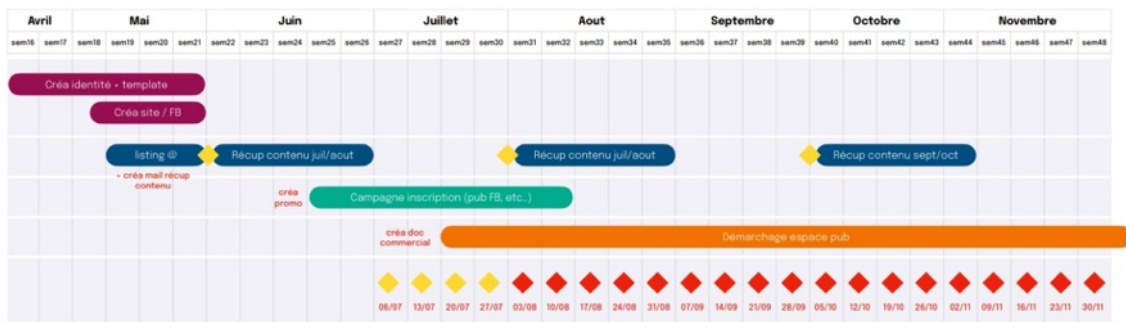 Avril Mai Juin Juillet Aout Septembre Octobre Novembre
sem16 sem17 sem18 sem19 sem20 sem21 sem22 sem23 sem24 sem25 sem26 sem27 sem28 sem29 sem30 sem31 sem32 sem33 sem34 sem35 sem36 sem37 sem38 sem39 sem40 sem41 sem42 sem43 sem44 sem45 sem46 sem47 sem48
Créa identité + template
Créa site / FB
listing @ Récup contenu juil/aout Récup contenu juil/aout Récup contenu sept/oct
+ créa mail récup
contenu
créa
promo
Campagne inscription (pub FB, etc..)
créa doc
commercial
Démarchage espace pub
06/07 13/07 20/07 27/07 03/08 10/08 17/08 24/08 31/08 07/09 14/09 21/09 28/09 05/10 12/10 19/10 26/10 02/11 09/11 16/11 23/11 30/11